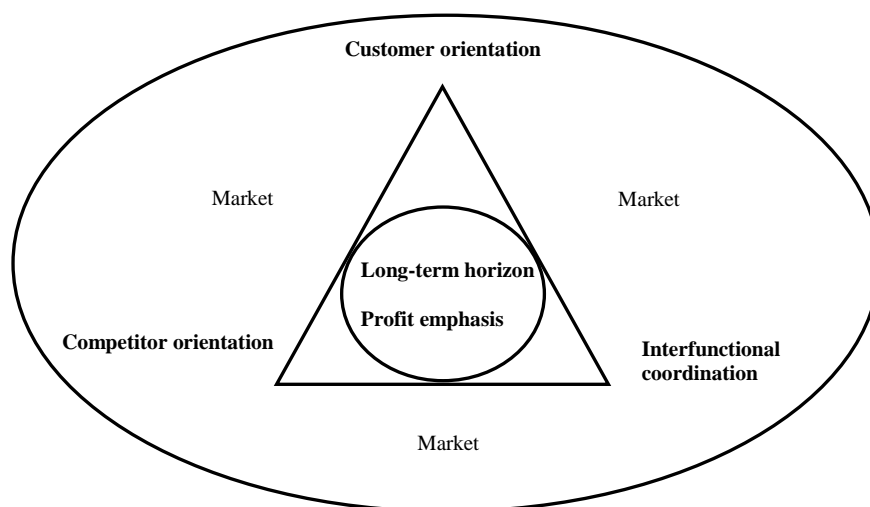 Customer orientation
Market
Market
Long-term horizon
Profit emphasis
Competitor orientation
Interfunctional
coordination
Market